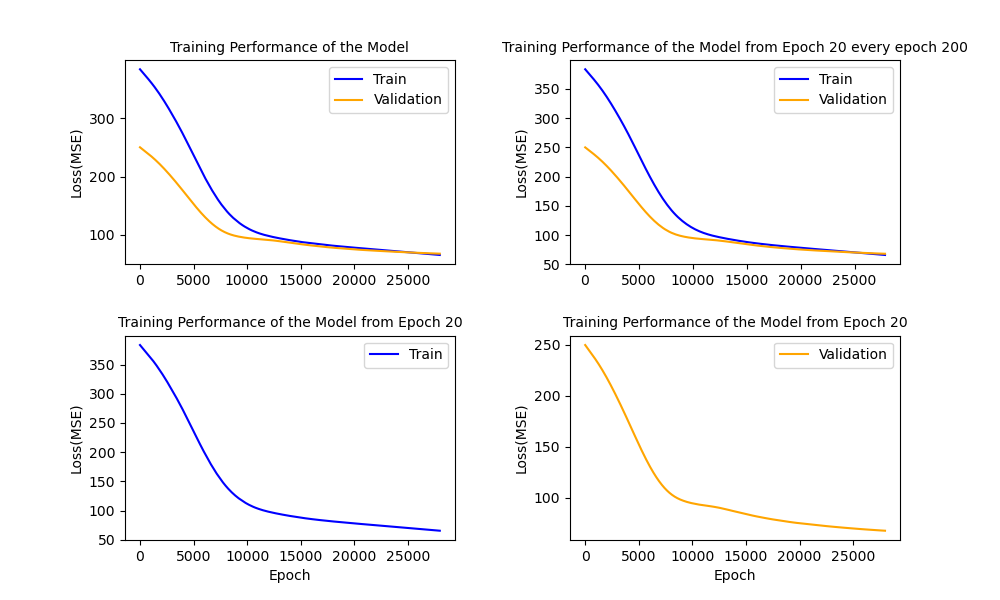 Training Performance of the Model
Loss(MSE)
300
200
100
0 5000 10000 15000 20000 25000
Train
Validation
Training Performance of the Model from Epoch 20 every epoch 200
Loss(MSE)
350
300
250
200
150
100
50
0 5000 10000 15000 20000 25000
Train
Validation
Training Performance of the Model from Epoch 20
Loss(MSE)
350
300
250
200
150
100
50
0 5000 10000 15000 20000 25000
Epoch
Train
Training Performance of the Model from Epoch 20
Loss(MSE)
250
200
150
100
0 5000 10000 15000 20000 25000
Epoch
Validation